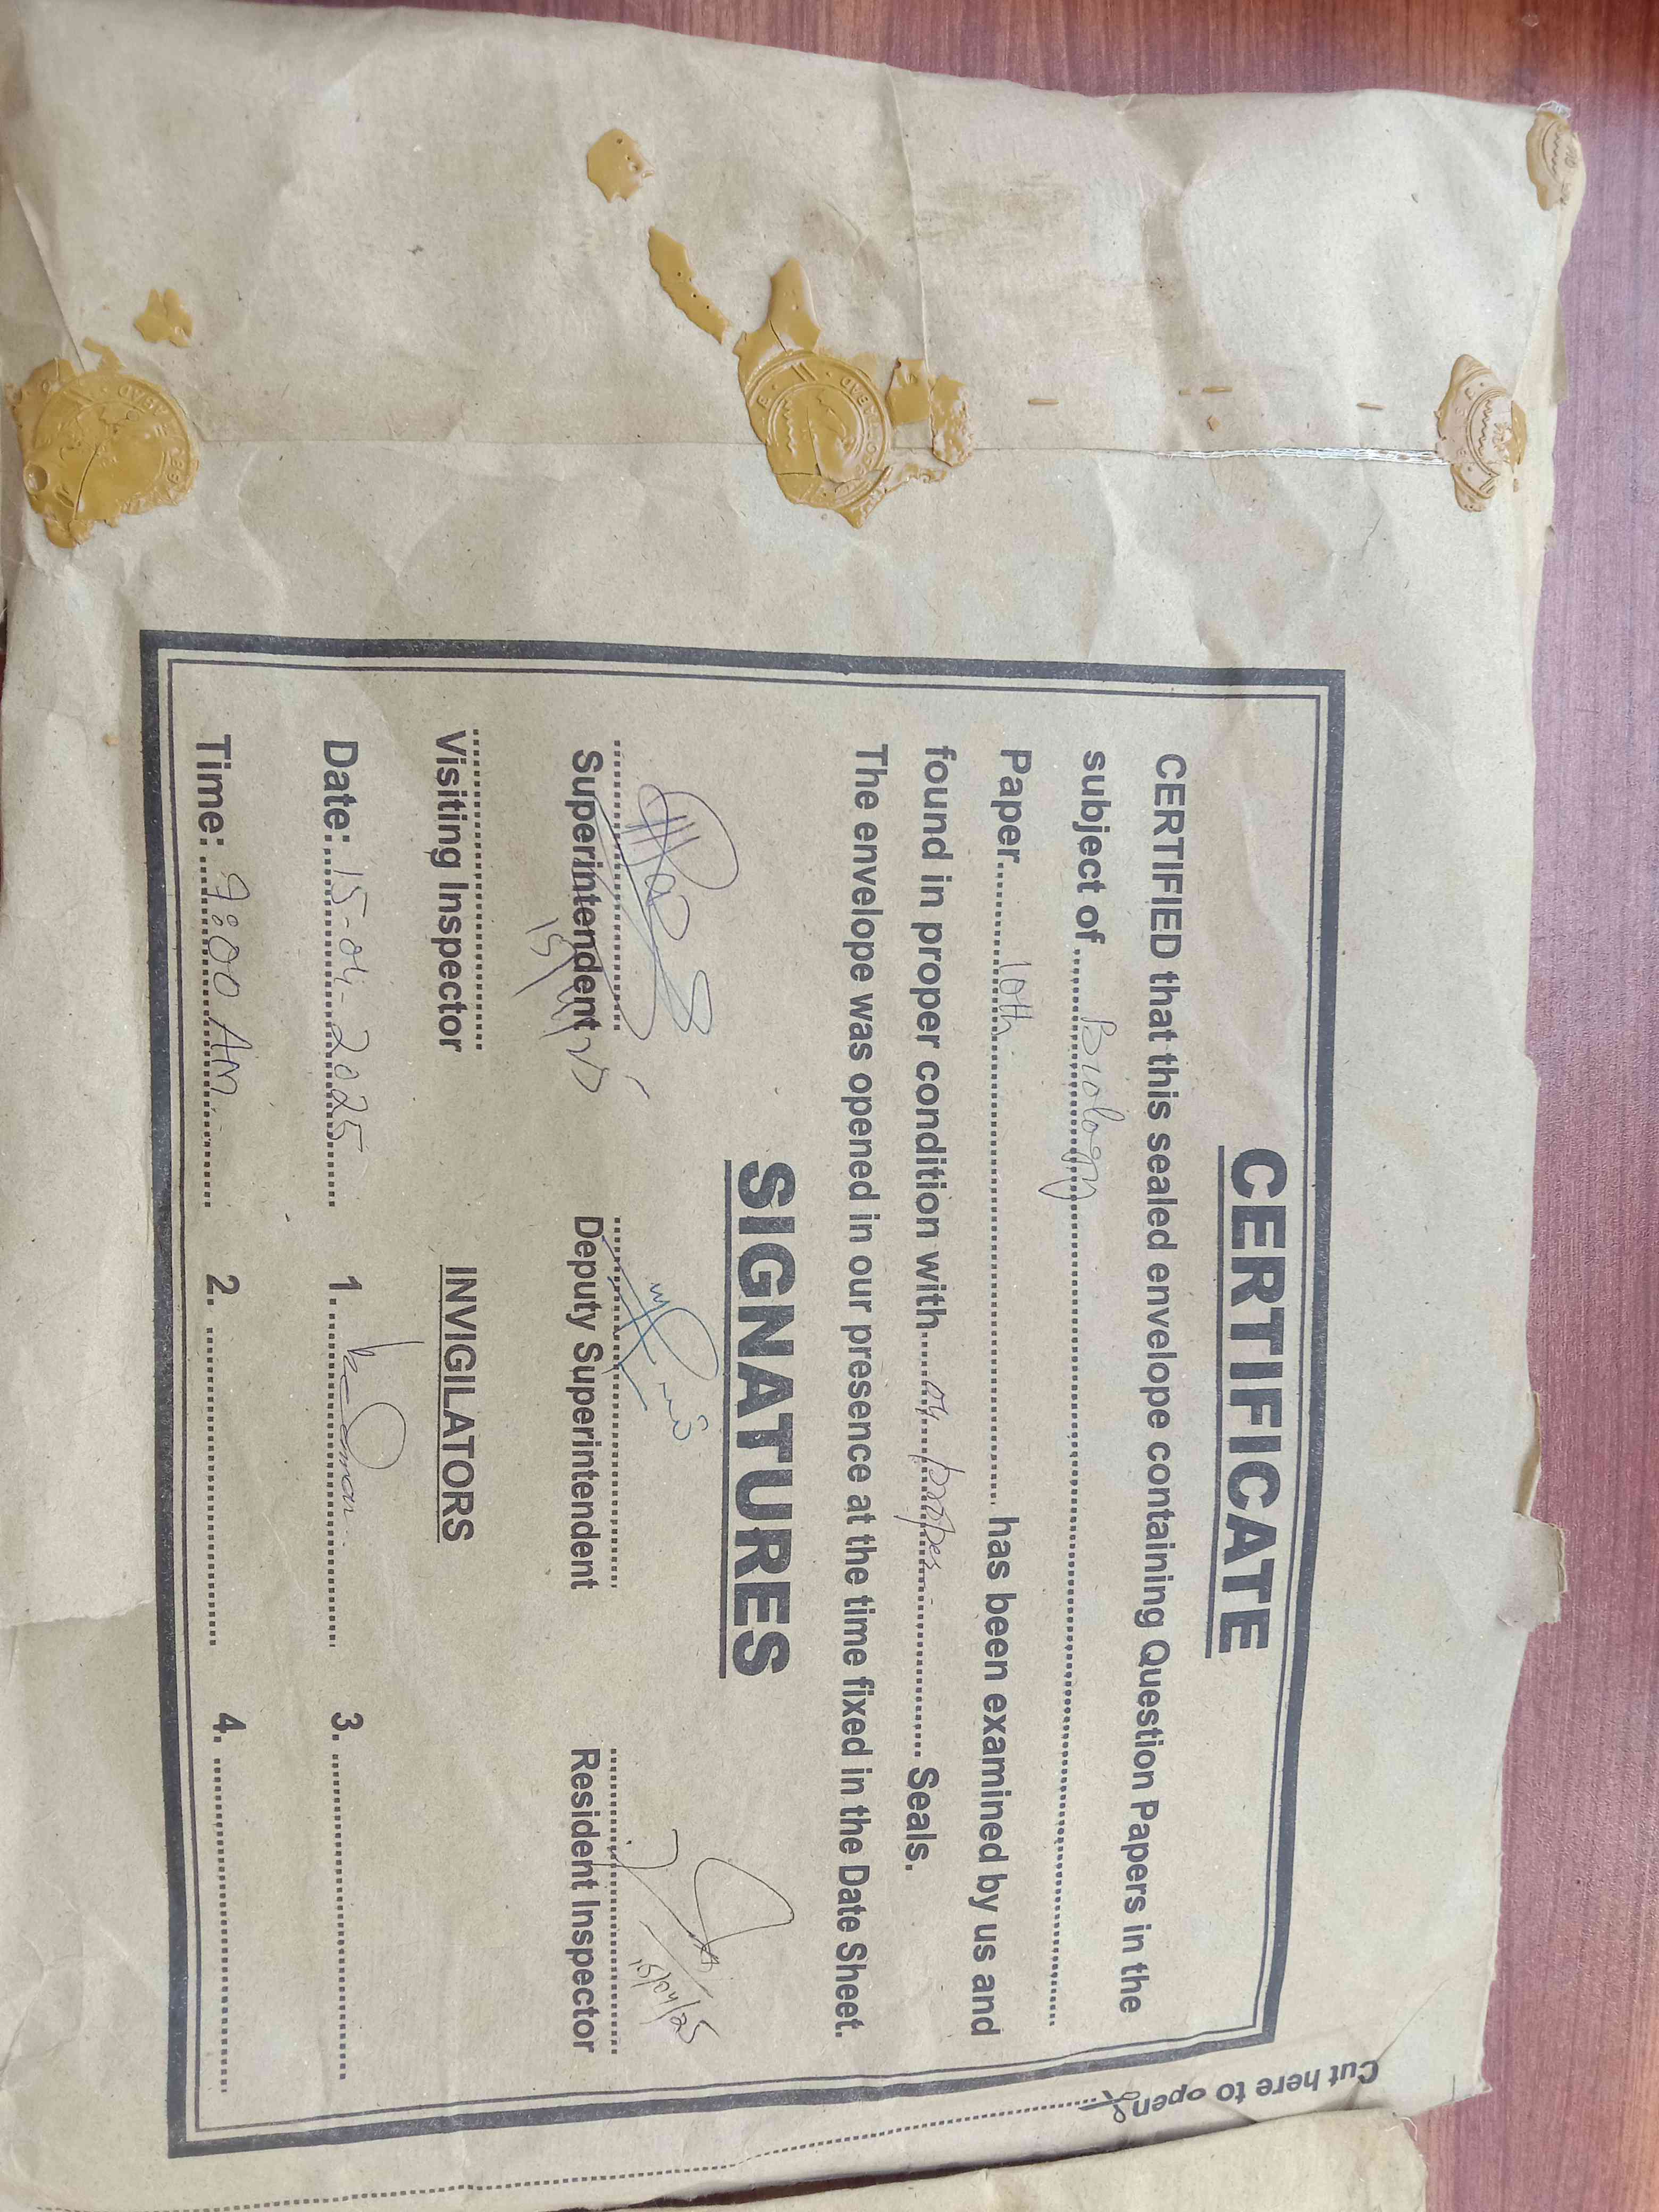 CERTIFICATE
CERTIFIED that this sealed envelope containing Question Papers in the
subject of Biology
Paper 10th has been examined by us and
found in proper condition with 04 proper Seals.
The envelope was opened in our presence at the time fixed in the Date Sheet.
SIGNATURES
15/04/25
Superintendent Deputy Superintendent Resident Inspector
Visiting Inspector INVIGILATORS
Date: 15-04-2025 1. 3.
Time: 9:00 AM 2. 4.
Cut here to open